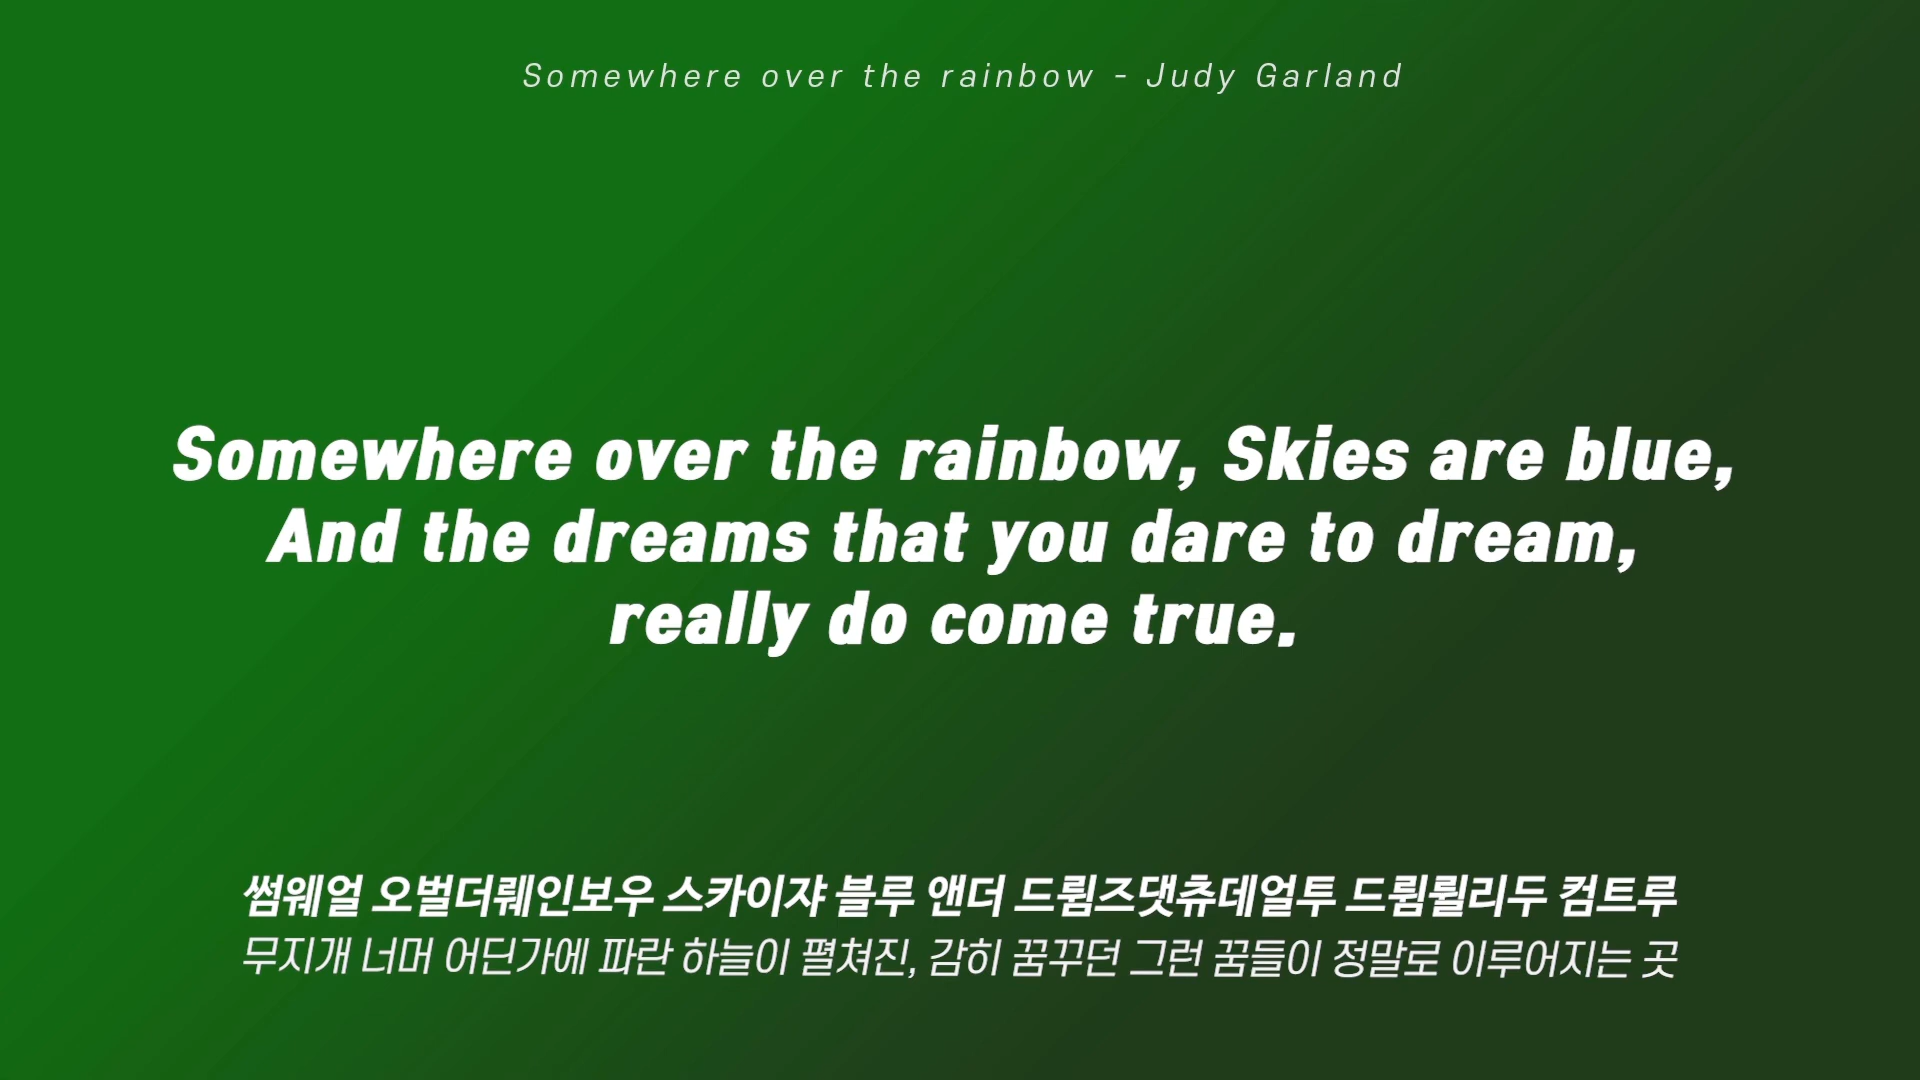 Somewhere over the rainbow - Judy Garland
Somewhere over the rainbow, Skies are blue,
And the dreams that you dare to dream,
really do come true.
썸웨얼 오벌더뤠인보우 스카이쟈 블루 앤더 드륌즈댓츄데얼투 드륌륄리두 컴트루
무지개 너머 어딘가에 파란 하늘이 펼쳐진, 감히 꿈꾸던 그런 꿈들이 정말로 이루어지는 곳